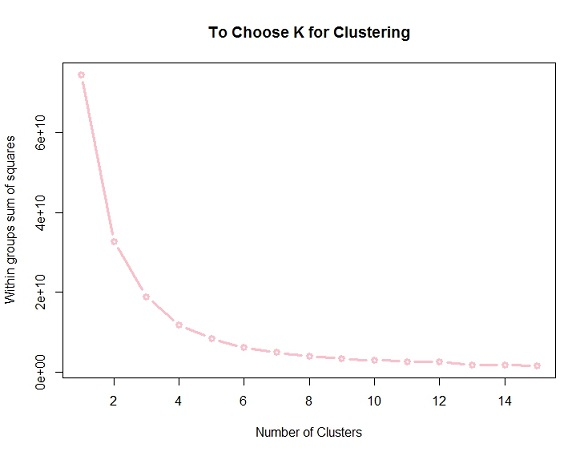 To Choose K for Clustering
Within groups sum of squares
6e+10
4e+10
2e+10
0e+00
2 4 6 8 10 12 14
Number of Clusters